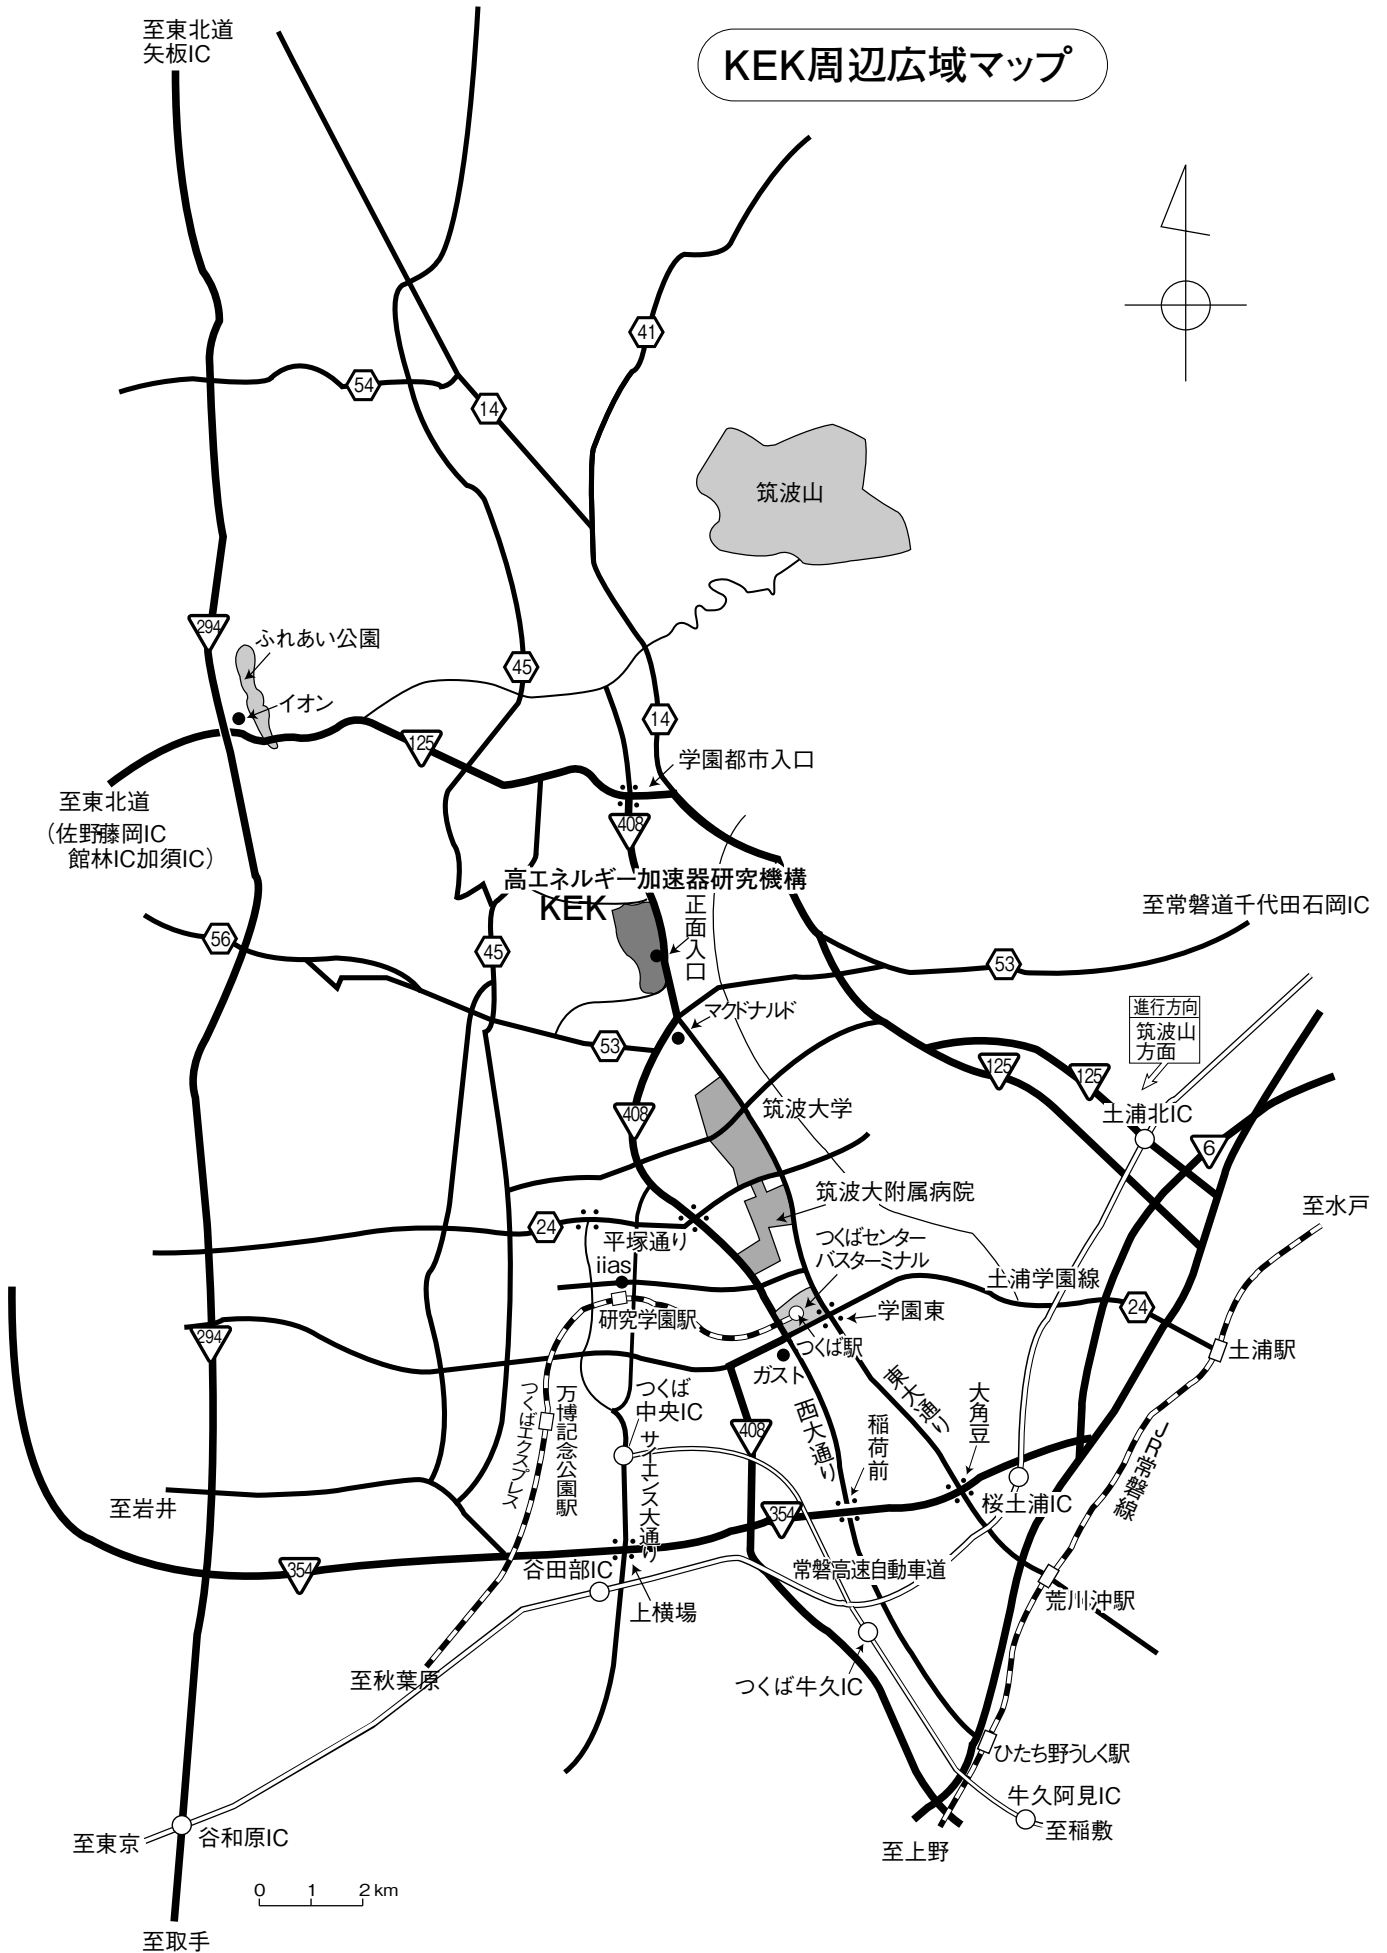 至東北道
矢板IC
KEK周辺広域マップ
41
54
14
筑波山
294
ふれあい公園
45
イオン
14
125
学園都市入口
至東北道
（佐野藤岡IC
館林IC加須IC）
408
高エネルギー加速器研究機構
KEK
正面入口
至常磐道千代田石岡IC
56
45
53
進行方向
筑波山
方面
マクドナルド
53
125
125
408
筑波大学
土浦北IC
6
筑波大附属病院
至水戸
24
平塚通り
つくばセンター
バスターミナル
iias
土浦学園線
24
研究学園駅
学園東
294
つくば駅
土浦駅
ガスト
つくばエクスプレス
万博記念公園駅
つくば
中央IC
サイエンス大通り
408
西大通り
東大通り
稲荷前
大角豆
JR常磐線
至岩井
桜土浦IC
354
354
谷田部IC
常磐高速自動車道
上横場
荒川沖駅
至秋葉原
つくば牛久IC
ひたち野うしく駅
牛久阿見IC
至稲敷
至東京
谷和原IC
至上野
0 1 2 km
至取手